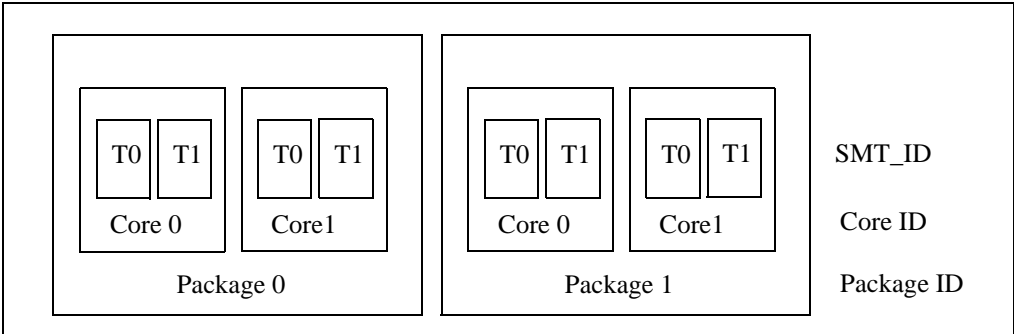 T0 T1 T0 T1 T0 T1 T0 T1 SMT_ID
Core 0 Core1 Core 0 Core1 Core ID
Package 0 Package 1 Package ID